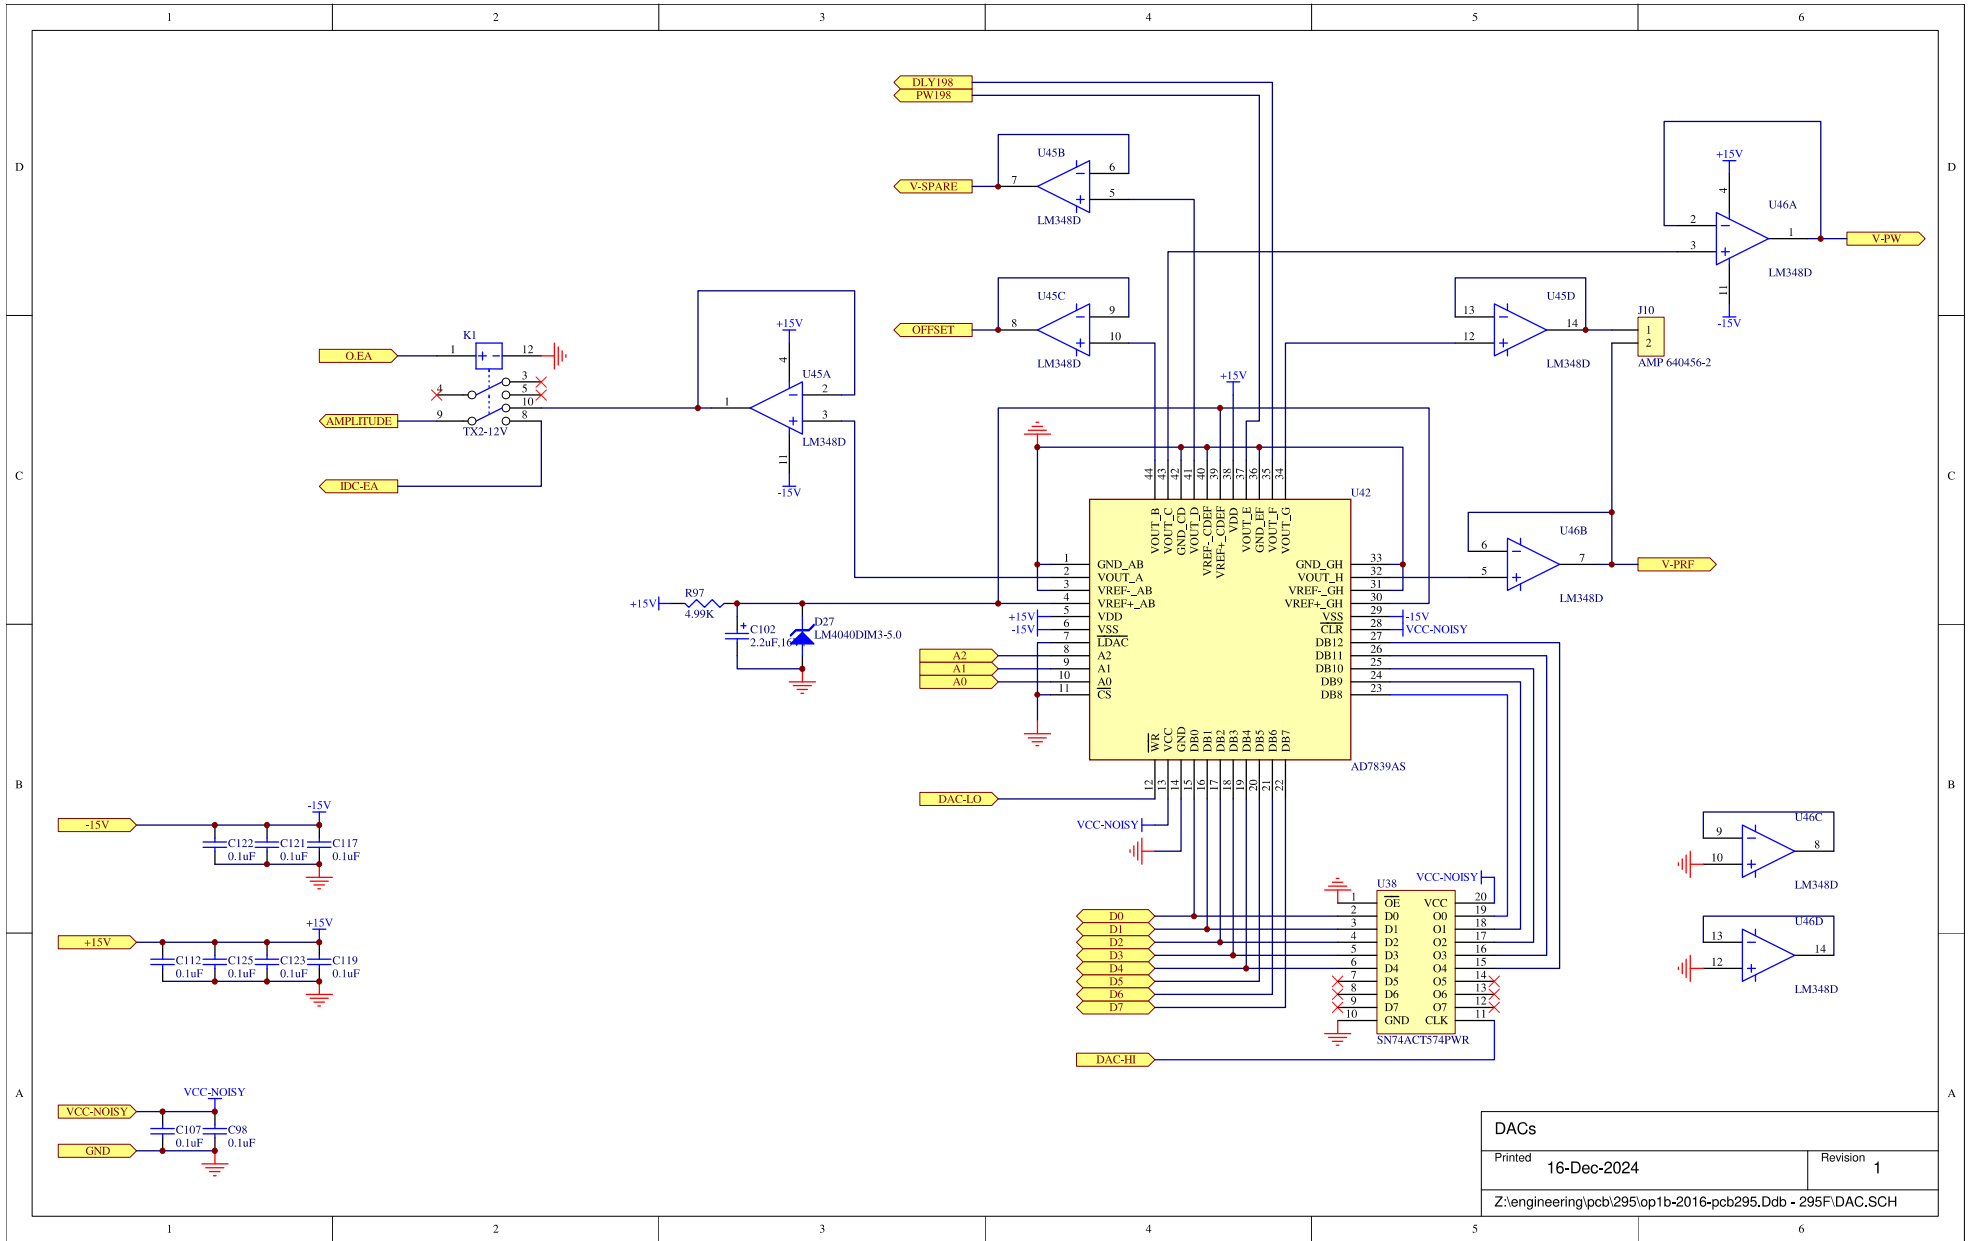 1 2 3 4 5 6
DLY198
PW198
D D
U45B
6
7
V-SPARE
5
LM348D
+15V
4
U46A
2
1
V-PW
3
LM348D
11
-15V
U45C
9
8
OFFSET
10
LM348D
U45D
13
14
12
LM348D
J10
1
2
AMP 640456-2
K1
O.EA
1
12
3
4
5
10
AMPLITUDE
9
8
TX2-12V
IDC-EA
+15V
4
U45A
2
1
3
LM348D
11
-15V
+15V
C C
44 43 42 41 40 39 38 37 36 35 34
U42
VOUT_B VOUT_C GND_CD VOUT_D VREF-_CDEF VREF+_CDEF VDD VOUT_E GND_EF VOUT_F VOUT_G
1 GND_AB GND_GH 33
2 VOUT_A VOUT_H 32
3 VREF-_AB VREF-_GH 31
4 VREF+_AB VREF+_GH 30
+15V 5 VDD VSS 29 -15V
-15V 6 VSS CLR 28 VCC-NOISY
7 LDAC DB12 27
A2 8 A2 DB11 26
A1 9 A1 DB10 25
A0 10 A0 DB9 24
11 CS DB8 23
WR VCC GND DB0 DB1 DB2 DB3 DB4 DB5 DB6 DB7
12 13 14 15 16 17 18 19 20 21 22
AD7839AS
U46B
6
7
V-PRF
5
LM348D
+15V
R97
4.99K
C102
2.2uF,16
D27
LM4040DIM3-5.0
B B
DAC-LO
VCC-NOISY
-15V
-15V
C122 C121 C117
0.1uF 0.1uF 0.1uF
+15V
+15V
C112 C125 C123 C119
0.1uF 0.1uF 0.1uF 0.1uF
U46C
9
8
10
LM348D
U46D
13
14
12
LM348D
VCC-NOISY
U38
1 OE VCC 20
D0 2 D0 O0 19
D1 3 D1 O1 18
D2 4 D2 O2 17
D3 5 D3 O3 16
D4 6 D4 O4 15
D5 7 D5 O5 14
D6 8 D6 O6 13
D7 9 D7 O7 12
10 GND CLK 11
SN74ACT574PWR
DAC-HI
A A
VCC-NOISY
VCC-NOISY
C107 C98
0.1uF 0.1uF
GND
DACs
Printed 16-Dec-2024
Revision 1
Z:\engineering\pcb\295\op1b-2016-pcb295.Ddb - 295F\DAC.SCH
1 2 3 4 5 6